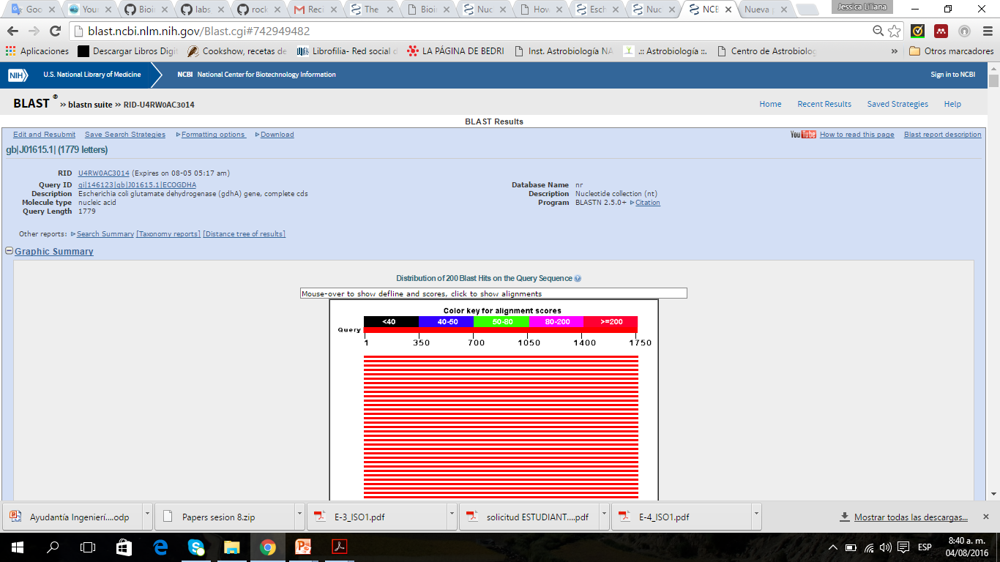 Goo Your Bioin labs rock Reci The Bioin Nuc How Esch Nuc NCB Nueva p Jessica Liliana
blast.ncbi.nlm.nih.gov/Blast.cgi#742949482
Aplicaciones Descargar Libros Digit Cookshow, recetas de Librofilia- Red social d LA PÁGINA DE BEDRI Inst. Astrobiología NA .:: Astrobiología ::. Centro de Astrobiolog » Otros marcadores
NIH U.S. National Library of Medicine NCBI National Center for Biotechnology Information Sign in to NCBI
BLAST ® » blastn suite » RID-U4RW0AC3014 Home Recent Results Saved Strategies Help
BLAST Results
Edit and Resubmit Save Search Strategies Formatting options Download YouTube How to read this page Blast report description
gb|J01615.1| (1779 letters)
RID U4RW0AC3014 (Expires on 08-05 05:17 am)
Query ID gi|146123|gb|J01615.1|ECOGDHA Database Name nr
Description Escherichia coli glutamate dehydrogenase (gdhA) gene, complete cds Description Nucleotide collection (nt)
Molecule type nucleic acid Program BLASTN 2.5.0+ Citation
Query Length 1779
Other reports: Search Summary [Taxonomy reports] [Distance tree of results]
Graphic Summary
Distribution of 200 Blast Hits on the Query Sequence ?
Mouse-over to show defline and scores, click to show alignments
Color key for alignment scores
<40 40-50 50-80 80-200 >=200
Query
1 350 700 1050 1400 1750
Ayudantía Ingenierí....odp Papers sesion 8.zip E-3_ISO1.pdf solicitud ESTUDIANT....pdf E-4_ISO1.pdf Mostrar todas las descargas...
ESP 8:40 a. m.
04/08/2016